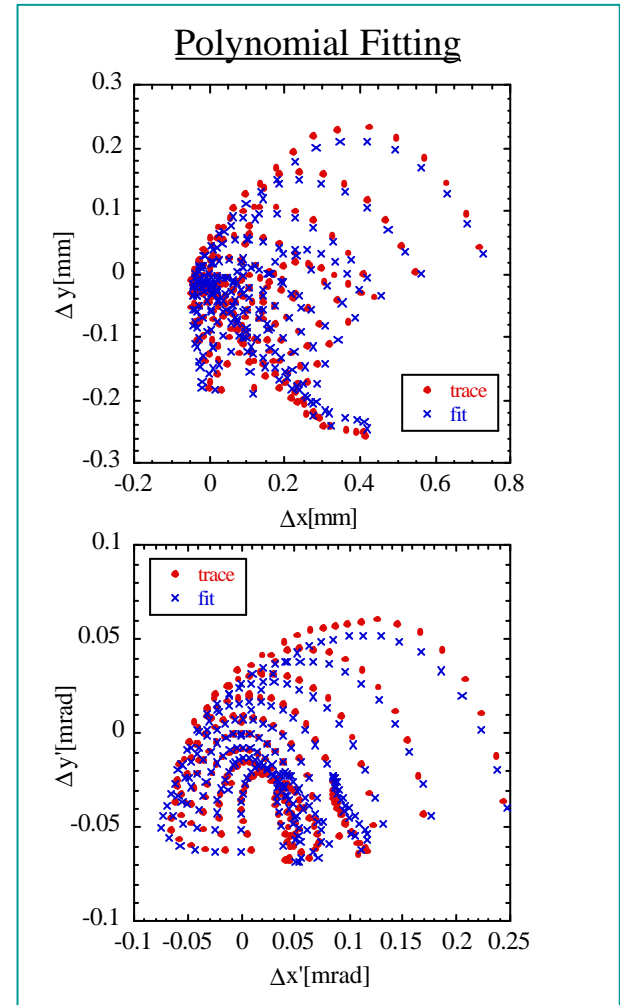 Polynomial Fitting
0.3
0.2
0.1
0
-0.1
-0.2
-0.3
Δy[mm]
trace
fit
-0.2 0 0.2 0.4 0.6 0.8
Δx[mm]
0.1
0.05
0
-0.05
-0.1
Δy'[mrad]
trace
fit
-0.1 -0.05 0 0.05 0.1 0.15 0.2 0.25
Δx'[mrad]